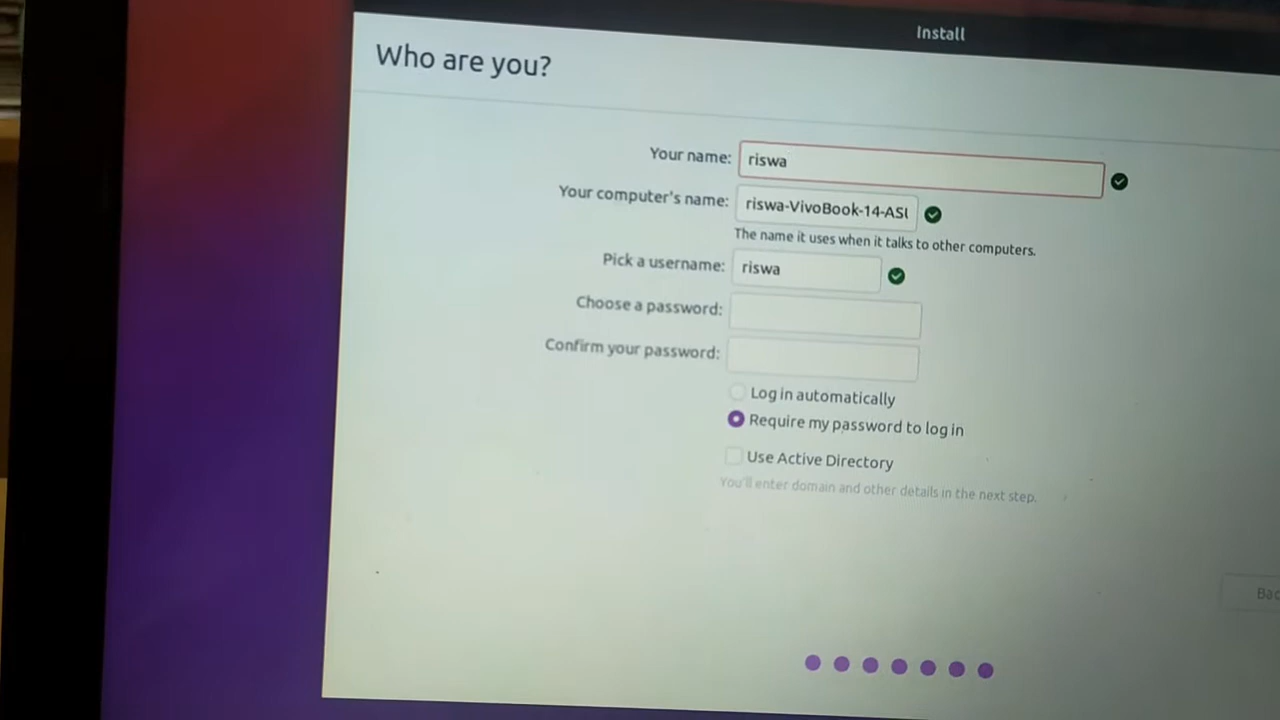 Install
Who are you?
Your name: riswa
Your computer's name: riswa-VivoBook-14-AS
The name it uses when it talks to other computers.
Pick a username: riswa
Choose a password:
Confirm your password:
Log in automatically
Require my password to log in
Use Active Directory
You'll enter domain and other details in the next step.
Bac